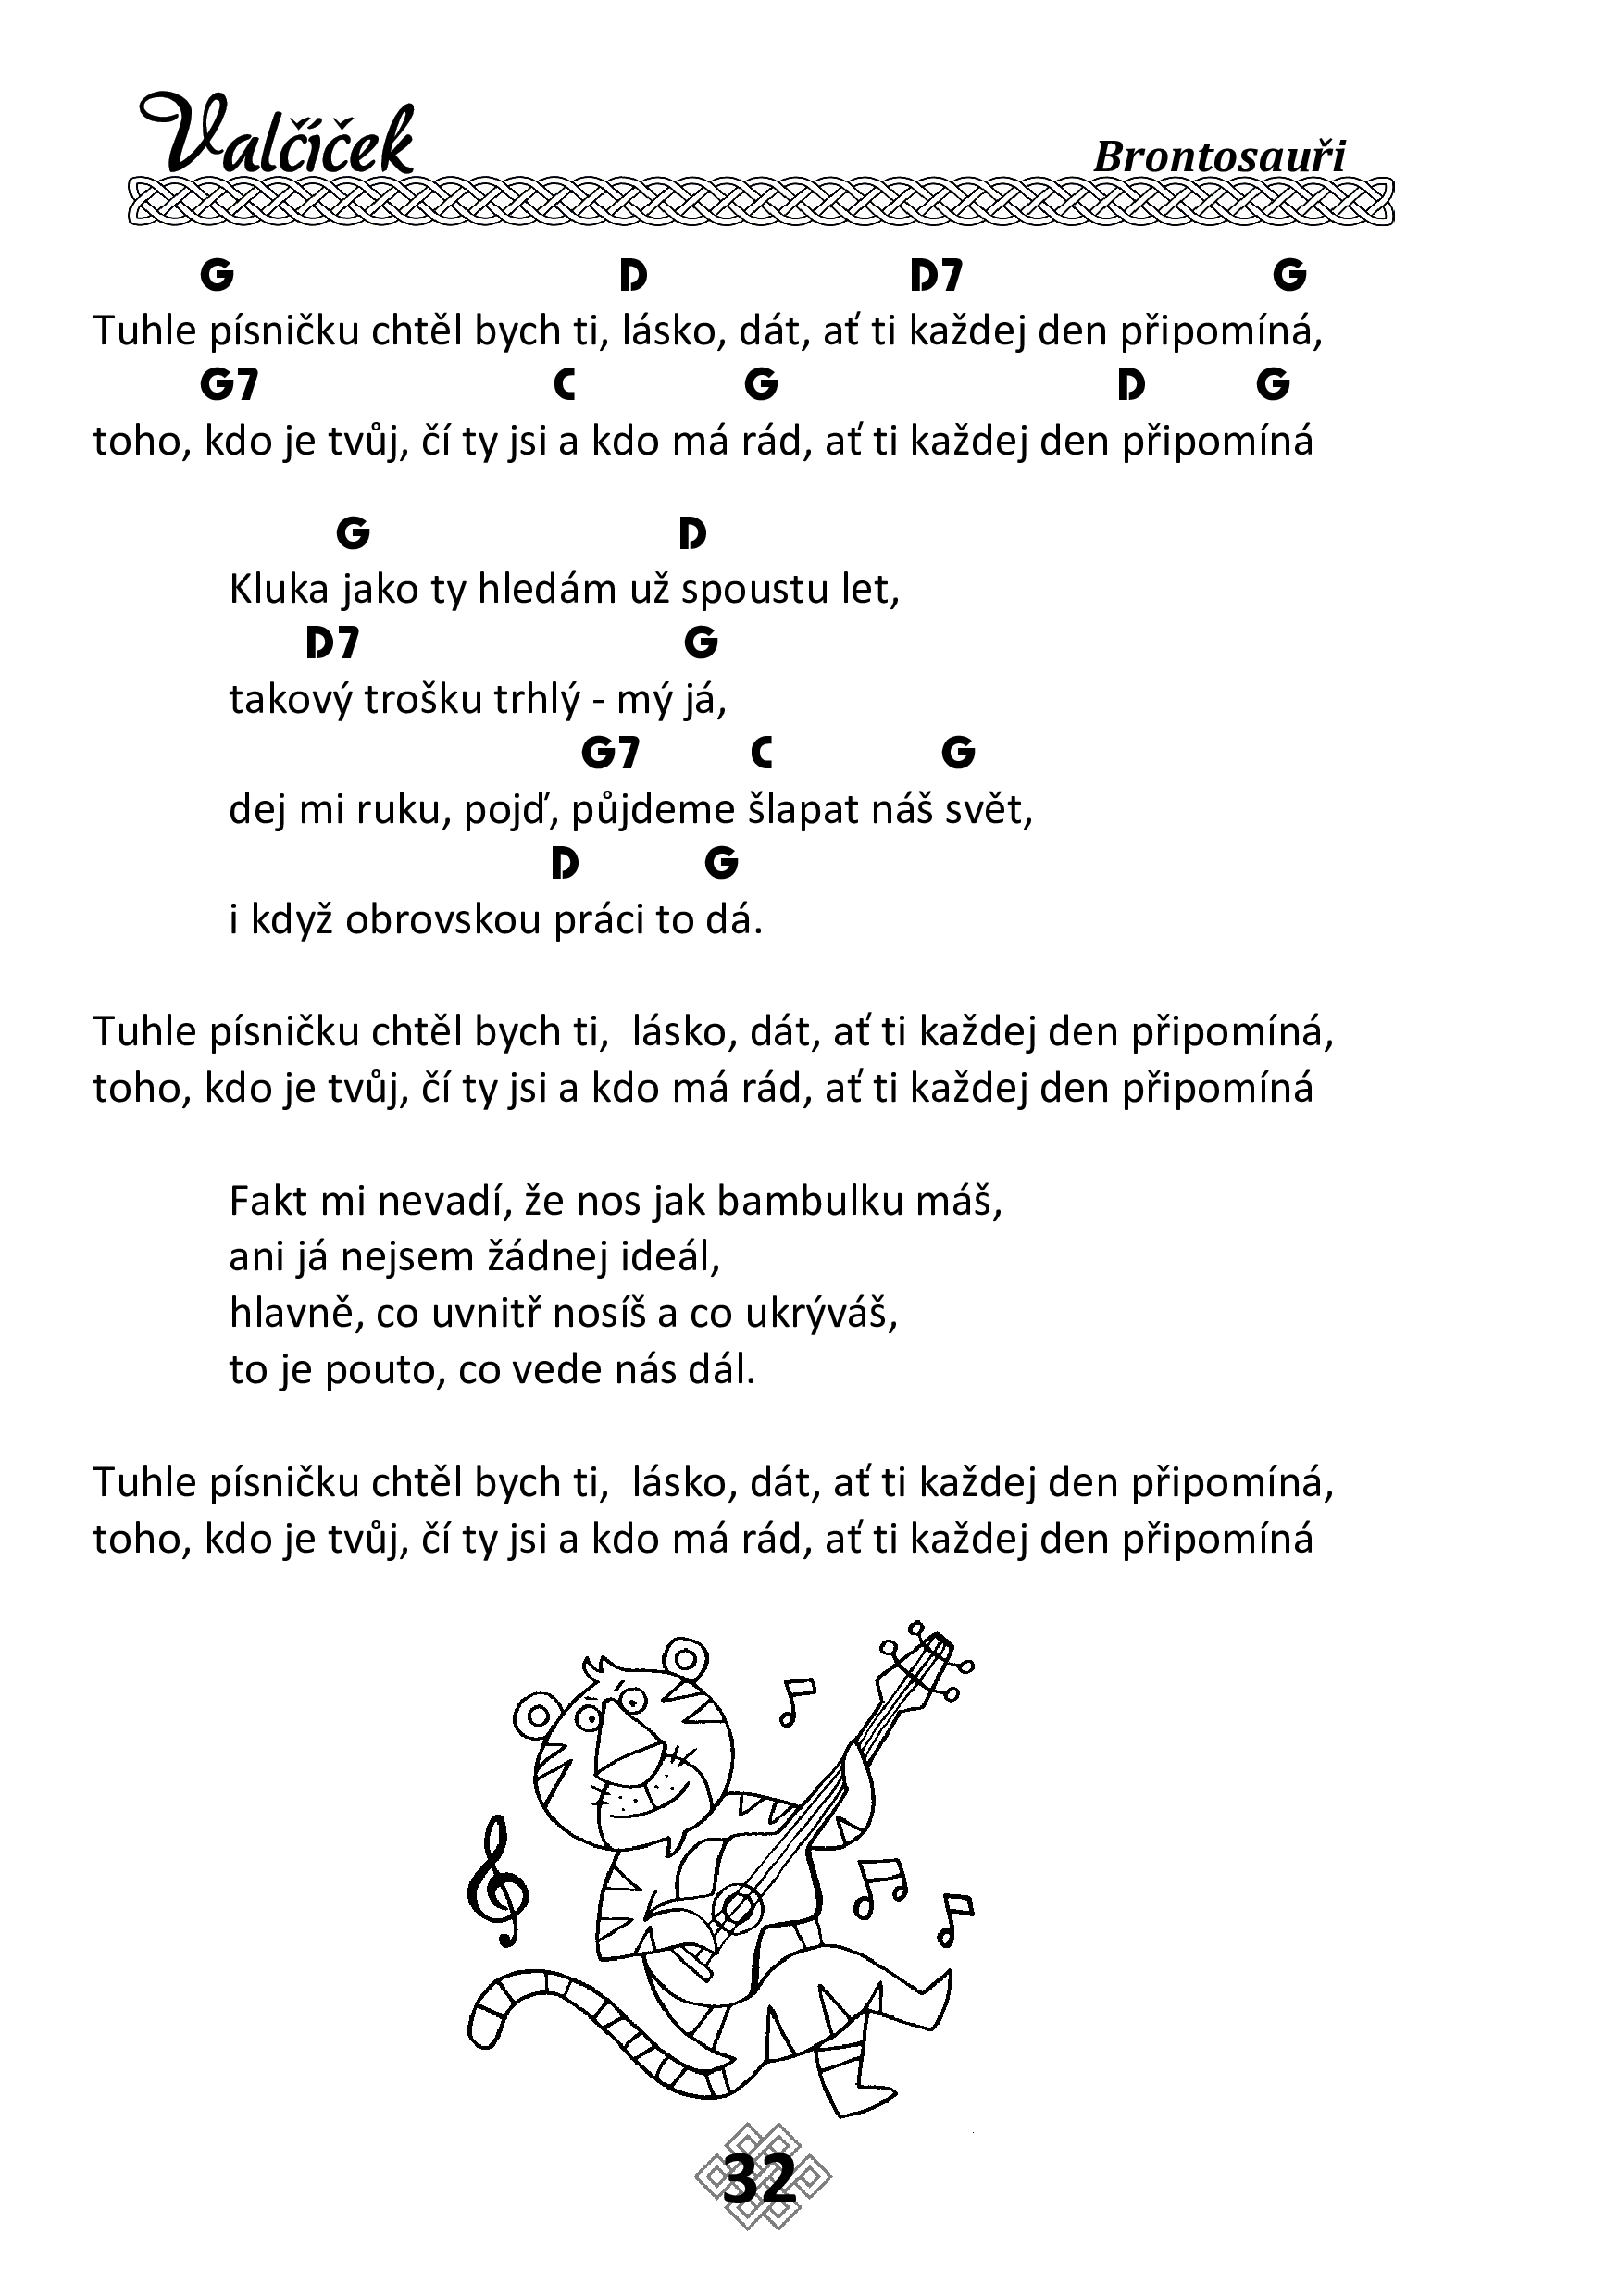 Valčíček
Brontosauři
G D D7 G
Tuhle písničku chtěl bych ti, lásko, dát, ať ti každej den připomíná,
G7 C G D G
toho, kdo je tvůj, čí ty jsi a kdo má rád, ať ti každej den připomíná
G D
Kluka jako ty hledám už spoustu let,
D7 G
takový trošku trhlý - mý já,
G7 C G
dej mi ruku, pojď, půjdeme šlapat náš svět,
D G
i když obrovskou práci to dá.
Tuhle písničku chtěl bych ti,  lásko, dát, ať ti každej den připomíná,
toho, kdo je tvůj, čí ty jsi a kdo má rád, ať ti každej den připomíná
Fakt mi nevadí, že nos jak bambulku máš,
ani já nejsem žádnej ideál,
hlavně, co uvnitř nosíš a co ukrýváš,
to je pouto, co vede nás dál.
Tuhle písničku chtěl bych ti,  lásko, dát, ať ti každej den připomíná,
toho, kdo je tvůj, čí ty jsi a kdo má rád, ať ti každej den připomíná
32